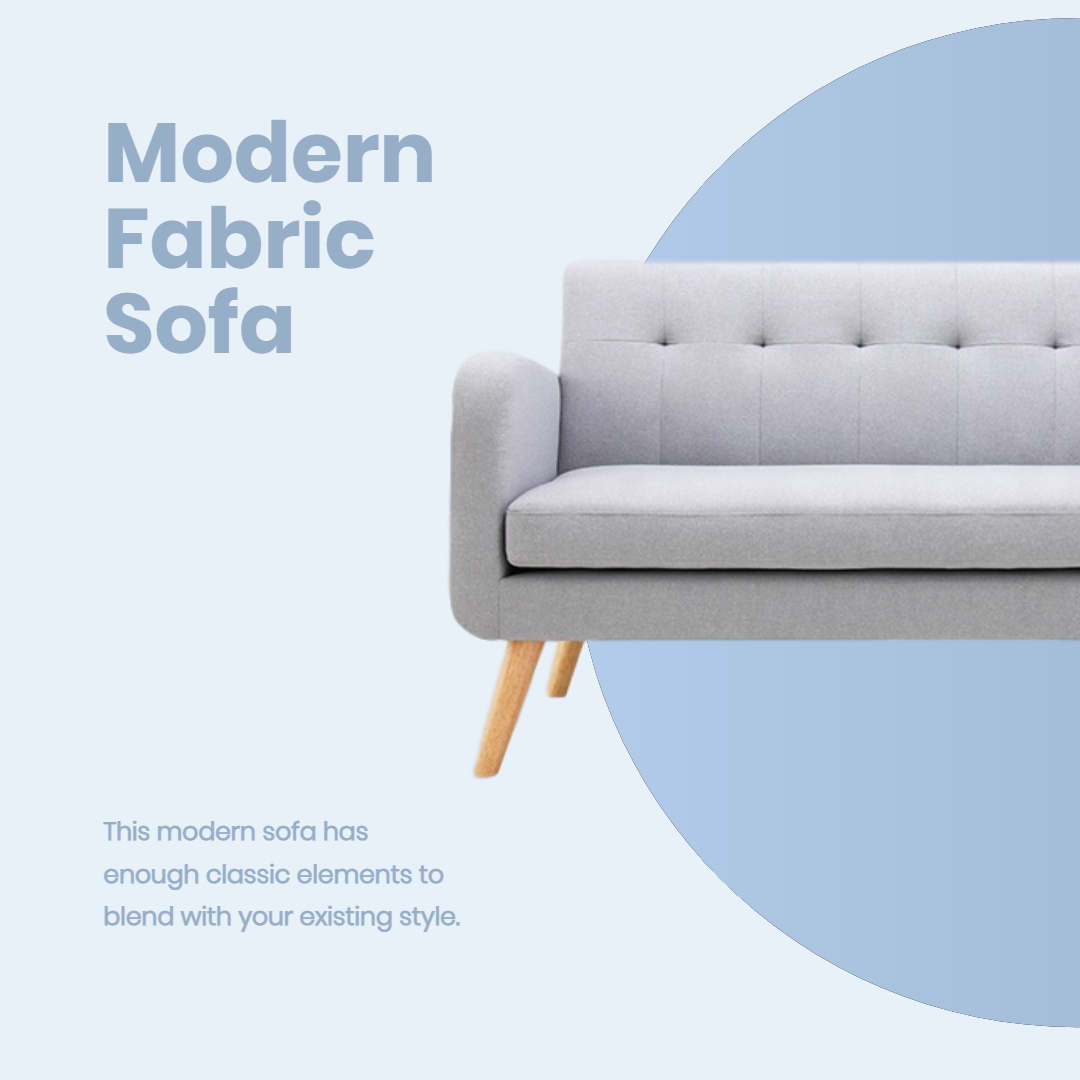 Modern
Fabric
Sofa
This modern sofa has
enough classic elements to
blend with your existing style.